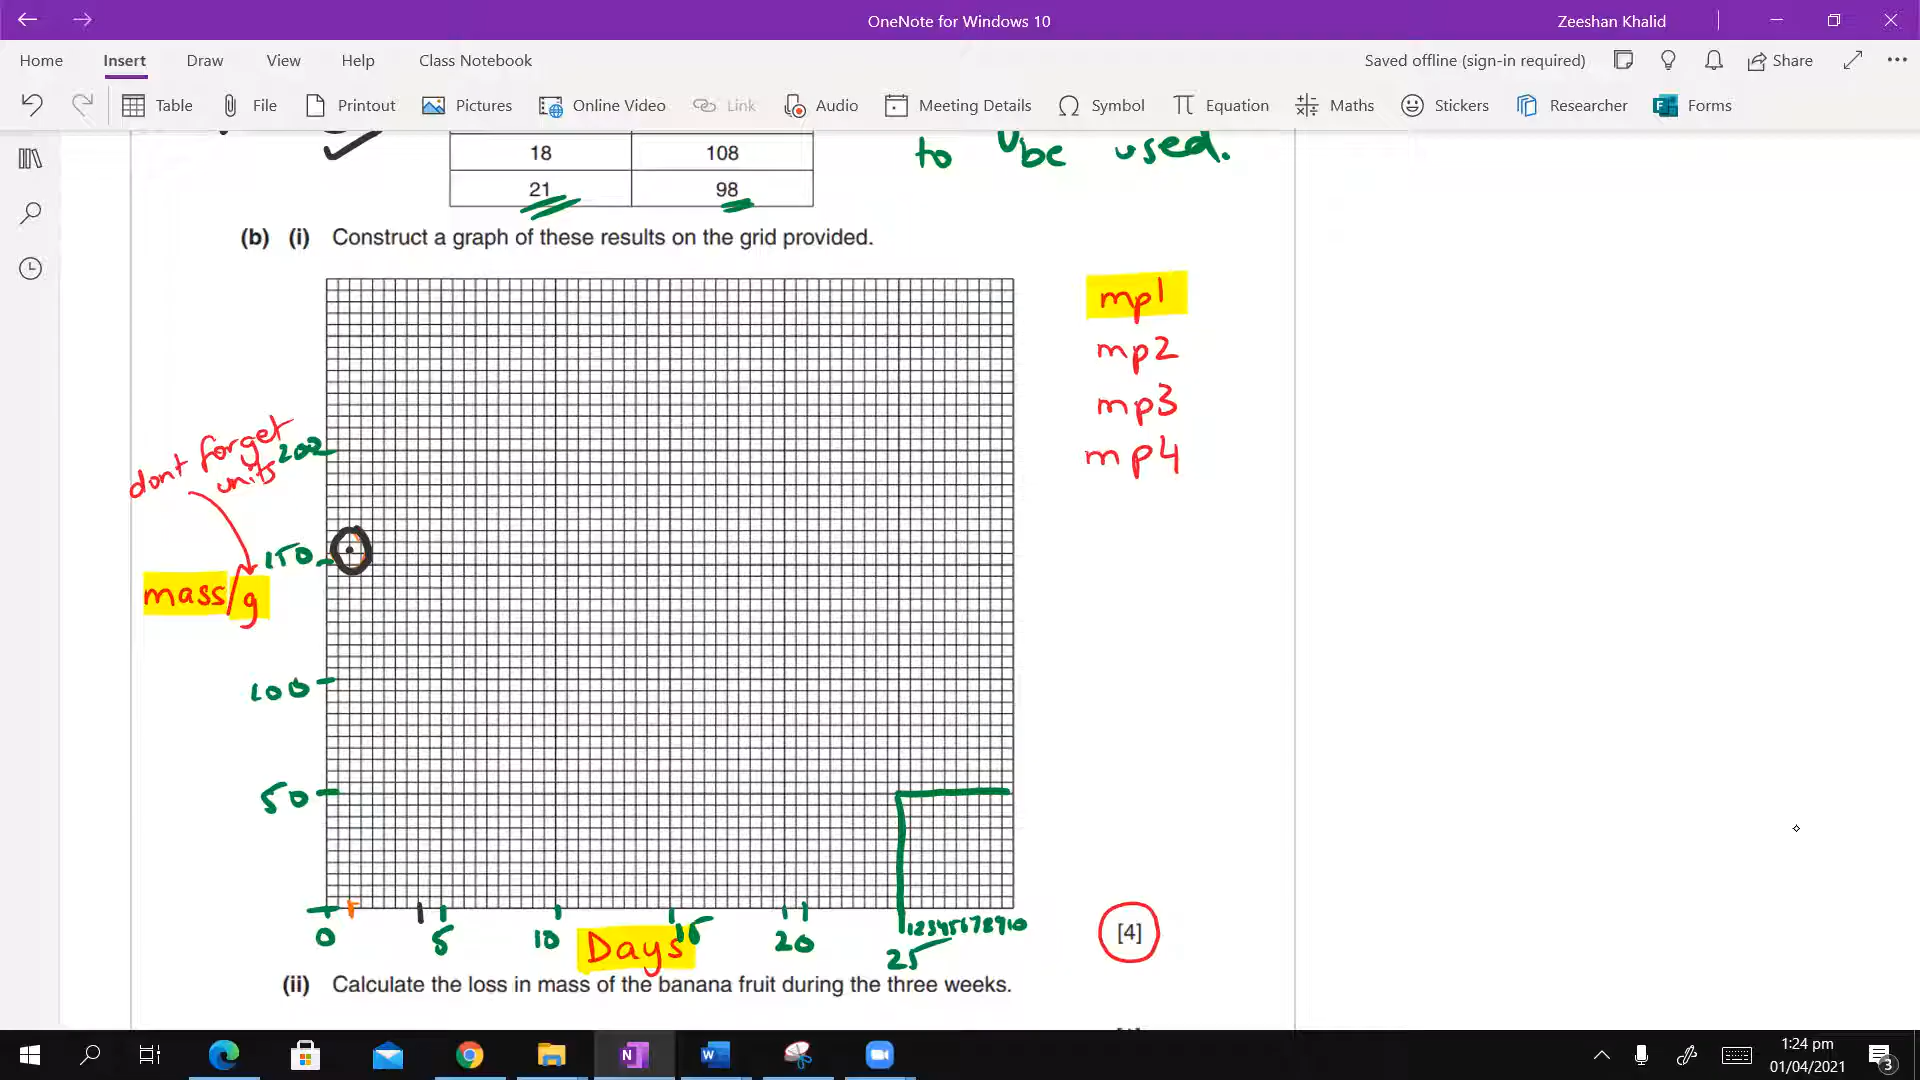 OneNote for Windows 10
Zeeshan Khalid
Home Insert Draw View Help Class Notebook
Saved offline (sign-in required) Share
Table File Printout Pictures Online Video Link Audio Meeting Details Symbol Equation Maths Stickers Researcher Forms
to be used.
18 108
21 98
(b) (i) Construct a graph of these results on the grid provided.
mp1
mp2
mp3
mp4
dont forget
units
200
150
mass/g
100
50
0 5 10 15 20 25
12345678910
Days
[4]
(ii) Calculate the loss in mass of the banana fruit during the three weeks.
1:24 pm
01/04/2021
3